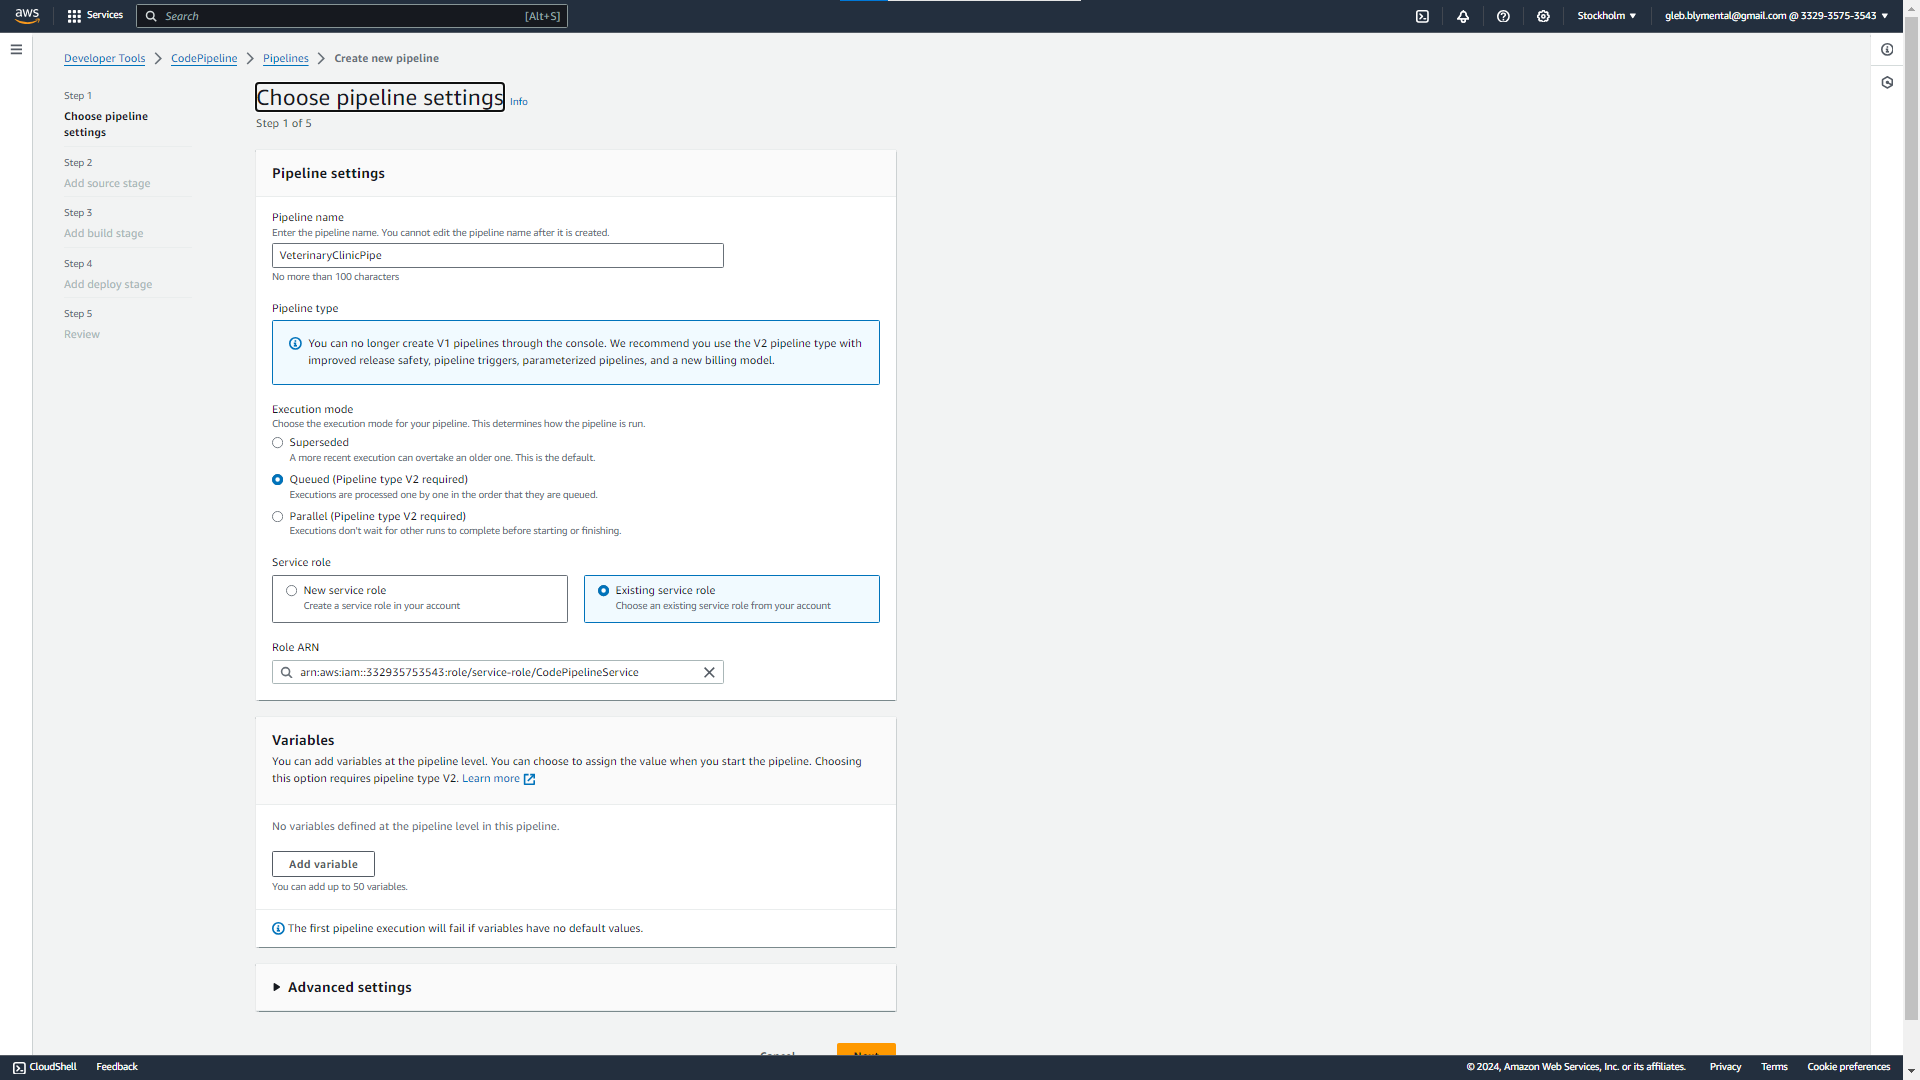 aws
Services
Search
[Alt+S]
Stockholm
gleb.blymental@gmail.com @ 3329-3575-3543
Developer Tools
CodePipeline
Pipelines
Create new pipeline
Step 1
Choose pipeline
settings
Step 2
Add source stage
Step 3
Add build stage
Step 4
Add deploy stage
Step 5
Review
Choose pipeline settings
Info
Step 1 of 5
Pipeline settings
Pipeline name
Enter the pipeline name. You cannot edit the pipeline name after it is created.
VeterinaryClinicPipe
No more than 100 characters
Pipeline type
You can no longer create V1 pipelines through the console. We recommend you use the V2 pipeline type with
improved release safety, pipeline triggers, parameterized pipelines, and a new billing model.
Execution mode
Choose the execution mode for your pipeline. This determines how the pipeline is run.
Superseded
A more recent execution can overtake an older one. This is the default.
Queued (Pipeline type V2 required)
Executions are processed one by one in the order that they are queued.
Parallel (Pipeline type V2 required)
Executions don't wait for other runs to complete before starting or finishing.
Service role
New service role
Create a service role in your account
Existing service role
Choose an existing service role from your account
Role ARN
arn:aws:iam::332935753543:role/service-role/CodePipelineService
Variables
You can add variables at the pipeline level. You can choose to assign the value when you start the pipeline. Choosing
this option requires pipeline type V2. Learn more
No variables defined at the pipeline level in this pipeline.
Add variable
You can add up to 50 variables.
The first pipeline execution will fail if variables have no default values.
Advanced settings
Cancel
Next
CloudShell
Feedback
© 2024, Amazon Web Services, Inc. or its affiliates.
Privacy
Terms
Cookie preferences